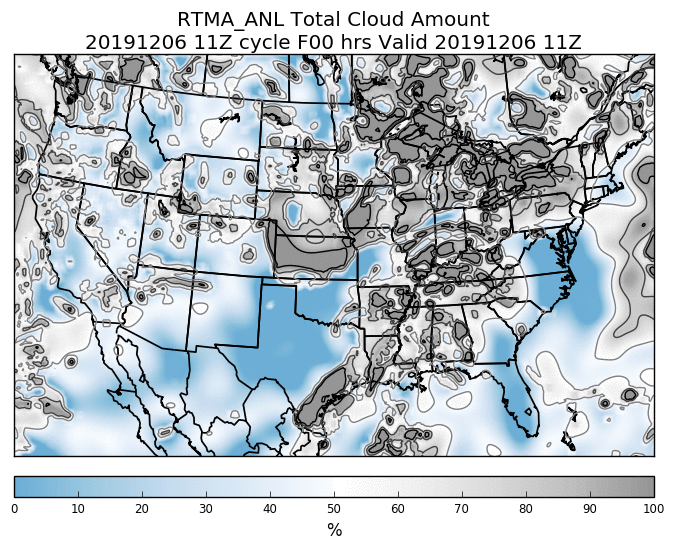 RTMA_ANL Total Cloud Amount
20191206 11Z cycle F00 hrs Valid 20191206 11Z
0 10 20 30 40 50 60 70 80 90 100
%